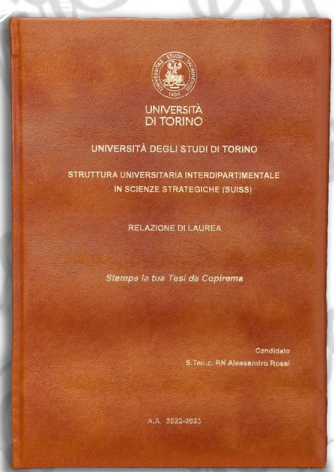 UNIVERSITÀ
DI TORINO
UNIVERSITÀ DEGLI STUDI DI TORINO
STRUTTURA UNIVERSITARIA INTERDIPARTIMENTALE
IN SCIENZE STRATEGICHE (SUISS)
RELAZIONE DI LAUREA
Stampa la tua Tesi da Copirema
Candidato
S.Ten.c. RN Alessandro Rossi
A.A. 2022-2023